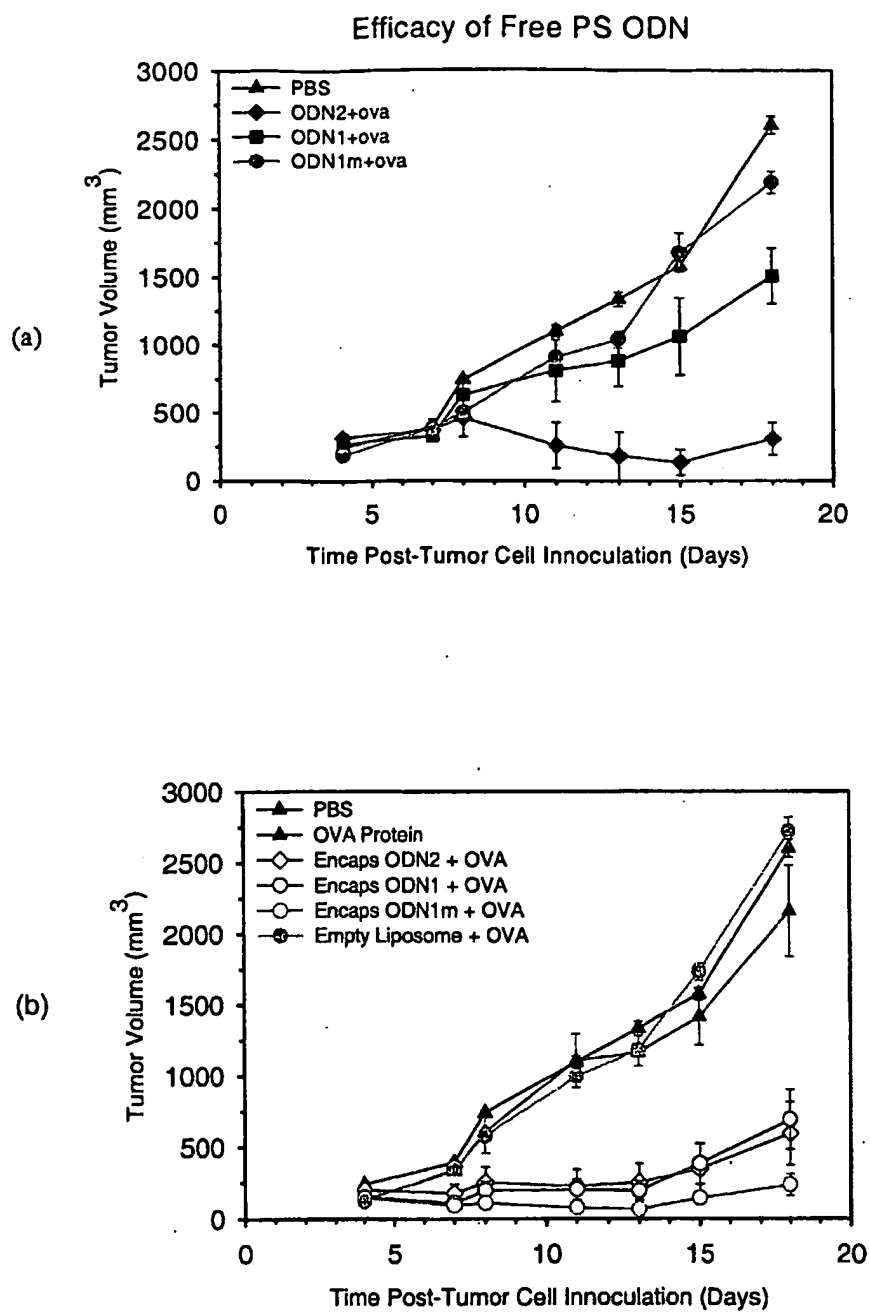 Efficacy of Free PS ODN
(a)
Tumor Volume (mm³)
3000
2500
2000
1500
1000
500
0
PBS
ODN2+ova
ODN1+ova
ODN1m+ova
0 5 10 15 20
Time Post-Tumor Cell Innoculation (Days)
(b)
Tumor Volume (mm³)
3000
2500
2000
1500
1000
500
0
PBS
OVA Protein
Encaps ODN2 + OVA
Encaps ODN1 + OVA
Encaps ODN1m + OVA
Empty Liposome + OVA
0 5 10 15 20
Time Post-Tumor Cell Innoculation (Days)